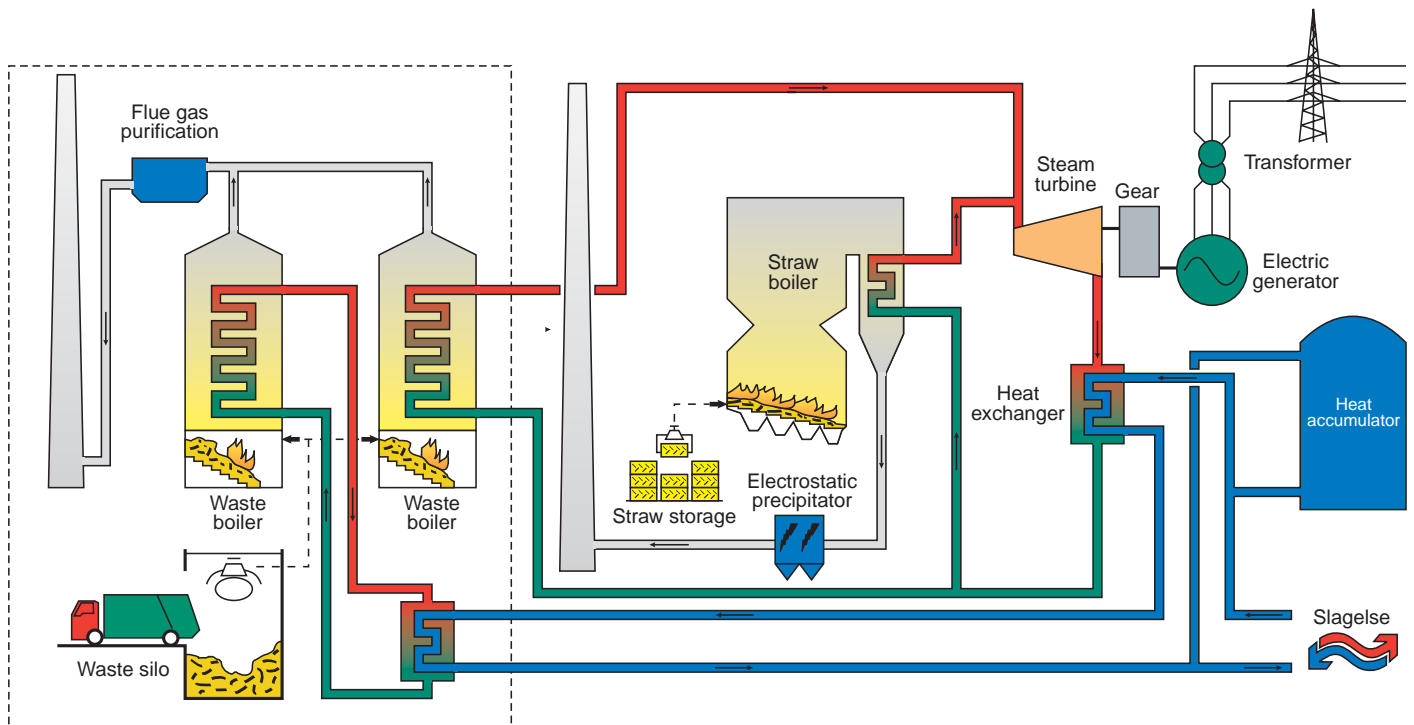 Flue gas
purification
Steam
turbine
Gear
Transformer
Straw
boiler
Electric
generator
Heat
exchanger
Heat
accumulator
Waste
boiler
Waste
boiler
Straw storage
Electrostatic
precipitator
Waste silo
Slagelse